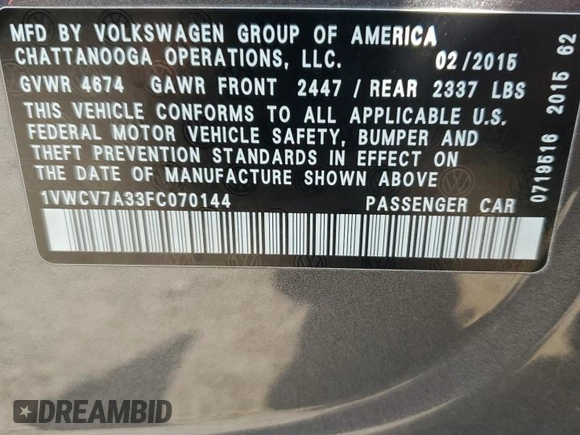 MFD BY VOLKSWAGEN GROUP OF AMERICA
CHATTANOOGA OPERATIONS, LLC. 02/2015
GVWR 4674 GAWR FRONT 2447/REAR 2337 LBS
THIS VEHICLE CONFORMS TO ALL APPLICABLE U.S.
FEDERAL MOTOR VEHICLE SAFETY, BUMPER AND
THEFT PREVENTION STANDARDS IN EFFECT ON
THE DATE OF MANUFACTURE SHOWN ABOVE
1VWCV7A33FC070144 PASSENGER CAR
0719516 2015 62
DREAMBID